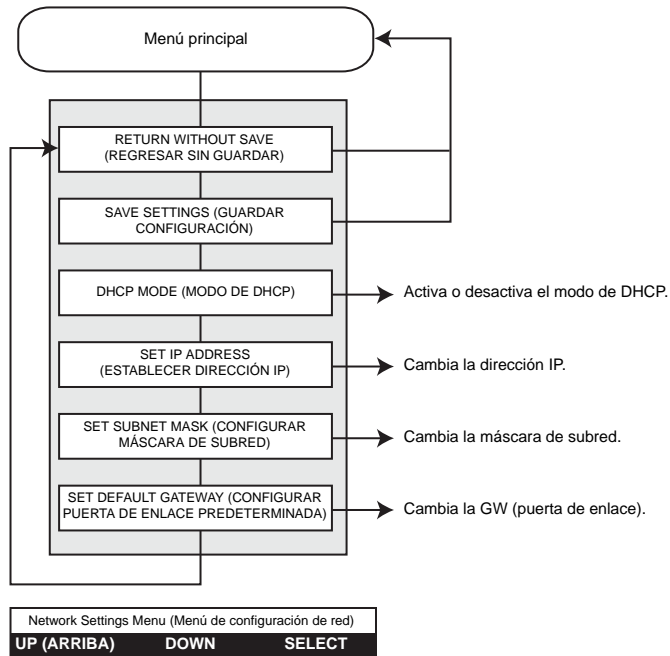 Menú principal
RETURN WITHOUT SAVE
(REGRESAR SIN GUARDAR)
SAVE SETTINGS (GUARDAR
CONFIGURACIÓN)
DHCP MODE (MODO DE DHCP)
Activa o desactiva el modo de DHCP.
SET IP ADDRESS
(ESTABLECER DIRECCIÓN IP)
Cambia la dirección IP.
SET SUBNET MASK (CONFIGURAR
MÁSCARA DE SUBRED)
Cambia la máscara de subred.
SET DEFAULT GATEWAY (CONFIGURAR
PUERTA DE ENLACE PREDETERMINADA)
Cambia la GW (puerta de enlace).
Network Settings Menu (Menú de configuración de red)
UP (ARRIBA) DOWN SELECT